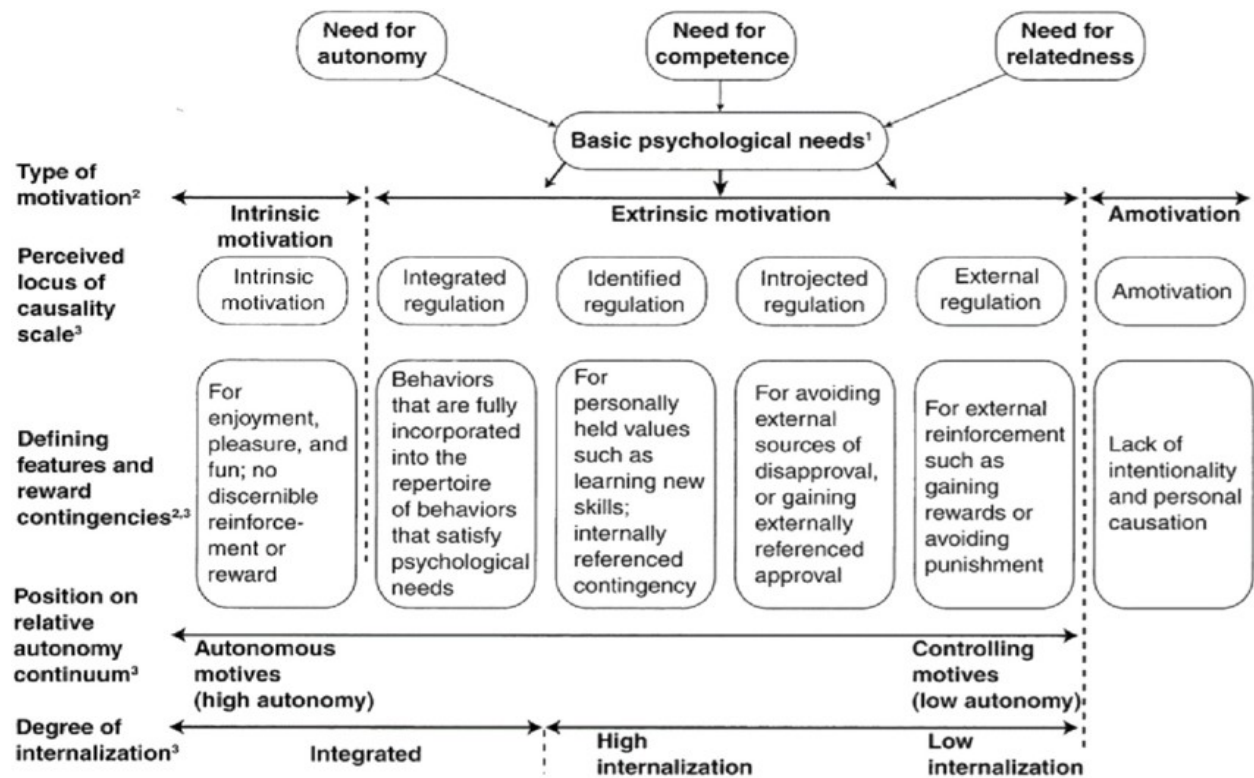 Need for
autonomy
Need for
competence
Need for
relatedness
Basic psychological needs¹
Type of
motivation²
Intrinsic
motivation
Extrinsic motivation
Amotivation
Perceived
locus of
causality
scale³
Intrinsic
motivation
Integrated
regulation
Identified
regulation
Introjected
regulation
External
regulation
Amotivation
Defining
features and
reward
contingencies²,³
For
enjoyment,
pleasure, and
fun; no
discernible
reinforce-
ment or
reward
Behaviors
that are fully
incorporated
into the
repertoire
of behaviors
that satisfy
psychological
needs
For
personally
held values
such as
learning new
skills;
internally
referenced
contingency
For avoiding
external
sources of
disapproval,
or gaining
externally
referenced
approval
For external
reinforcement
such as
gaining
rewards or
avoiding
punishment
Lack of
intentionality
and personal
causation
Position on
relative
autonomy
continuum³
Autonomous
motives
(high autonomy)
Controlling
motives
(low autonomy)
Degree of
internalization³
Integrated
High
internalization
Low
internalization